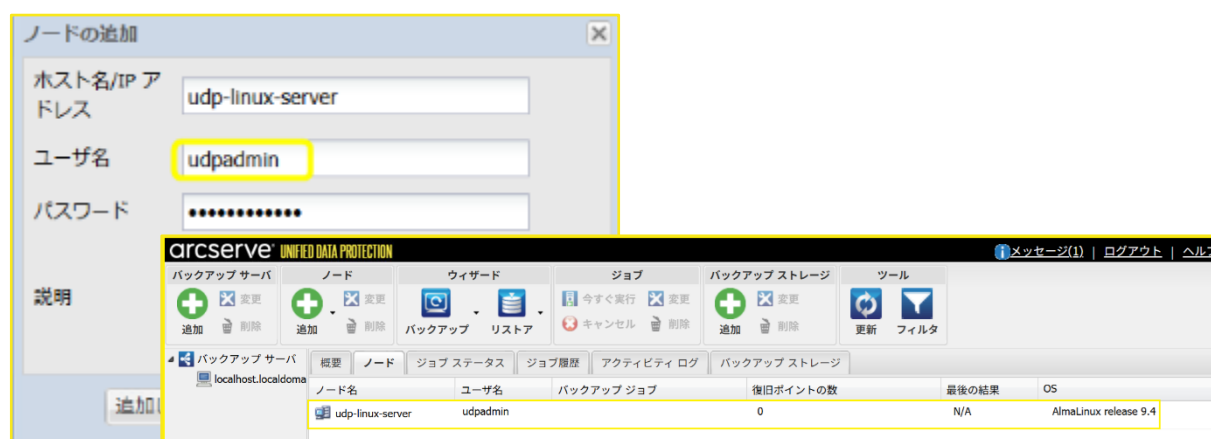 ノードの追加
ホスト名/IP ア
ドレス
udp-linux-server
ユーザ名
udpadmin
パスワード
••••••••••••
説明
arcserve® UNIFIED DATA PROTECTION
メッセージ(1) | ログアウト |
バックアップ サーバ ノード ウィザード ジョブ バックアップ ストレージ ツール
追加 変更 削除 追加 変更 削除 バックアップ リストア 今すぐ実行 変更 キャンセル 削除 追加 変更 削除 更新 フィルタ
バックアップ サーバ
localhost.localdoma
概要 ノード ジョブ ステータス ジョブ履歴 アクティビティ ログ バックアップ ストレージ
ノード名 ユーザ名 バックアップ ジョブ 復旧ポイントの数 最後の結果 OS
udp-linux-server udpadmin 0 N/A AlmaLinux release 9.4
追加